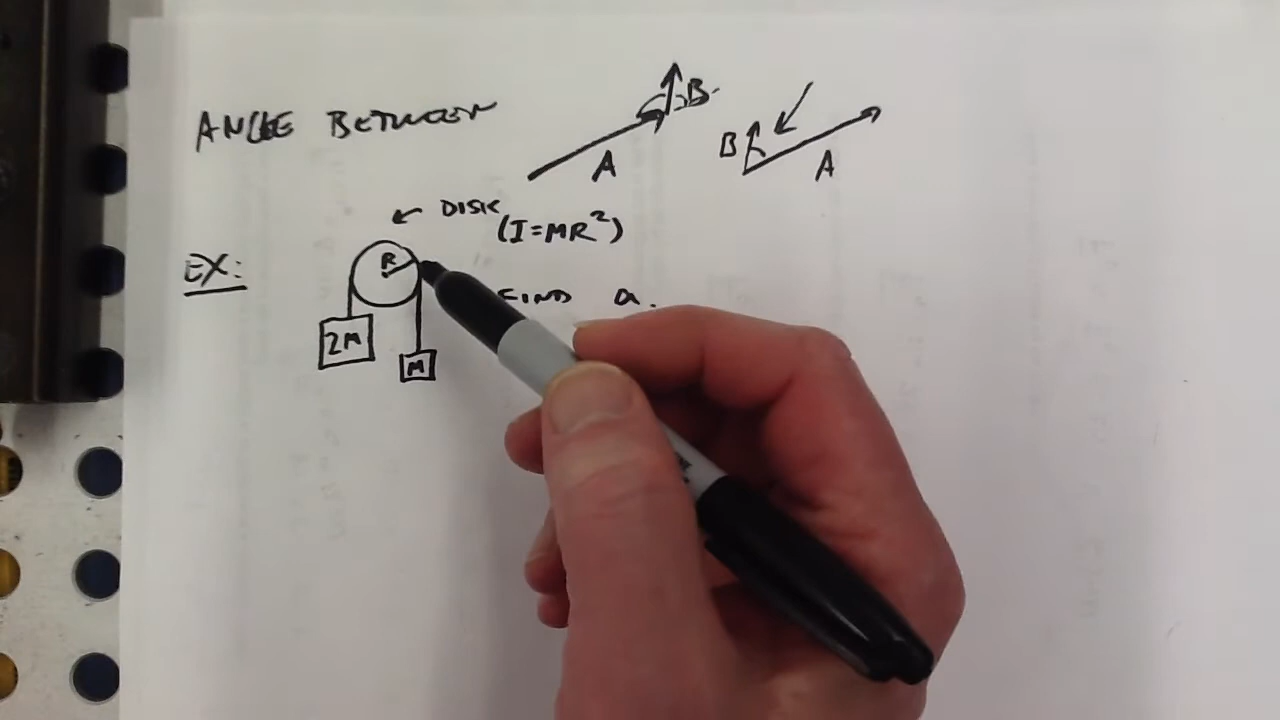 ANGLE BETWEEN
B
A
B
A
DISK
(I=MR²)
EX:
R
FIND a.
2M
M